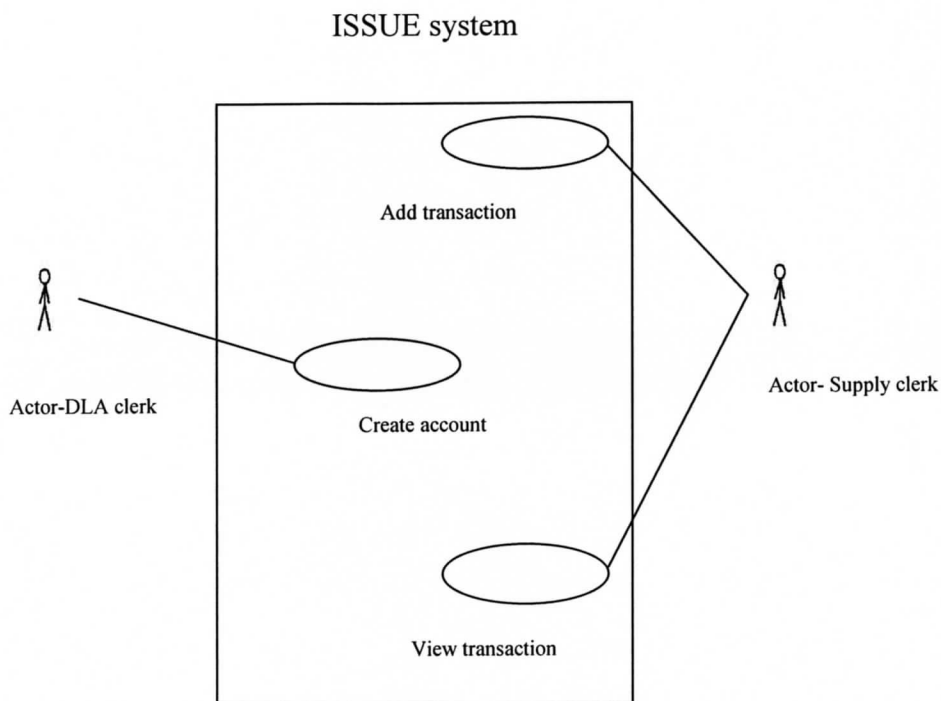 ISSUE system
Add transaction
Actor-DLA clerk
Create account
Actor- Supply clerk
View transaction